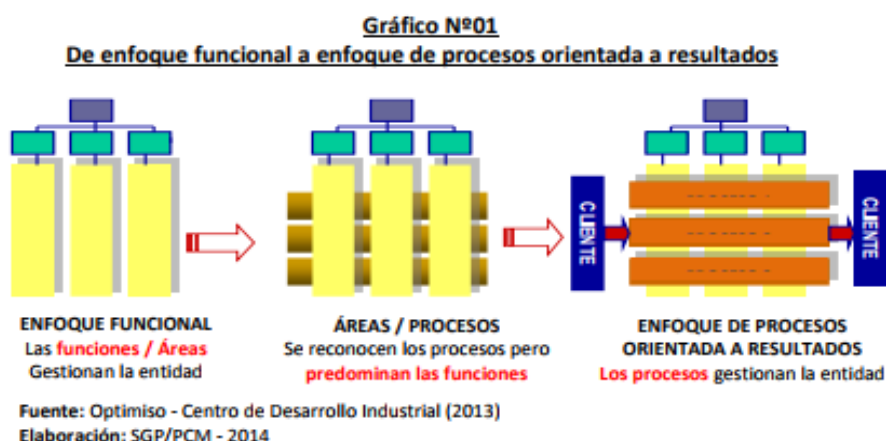 Gráfico Nº01
De enfoque funcional a enfoque de procesos orientada a resultados
CLIENTE
CLIENTE
ENFOQUE FUNCIONAL
Las funciones / Áreas
Gestionan la entidad
ÁREAS / PROCESOS
Se reconocen los procesos pero
predominan las funciones
ENFOQUE DE PROCESOS
ORIENTADA A RESULTADOS
Los procesos gestionan la entidad
Fuente: Optimiso - Centro de Desarrollo Industrial (2013)
Elaboración: SGP/PCM - 2014